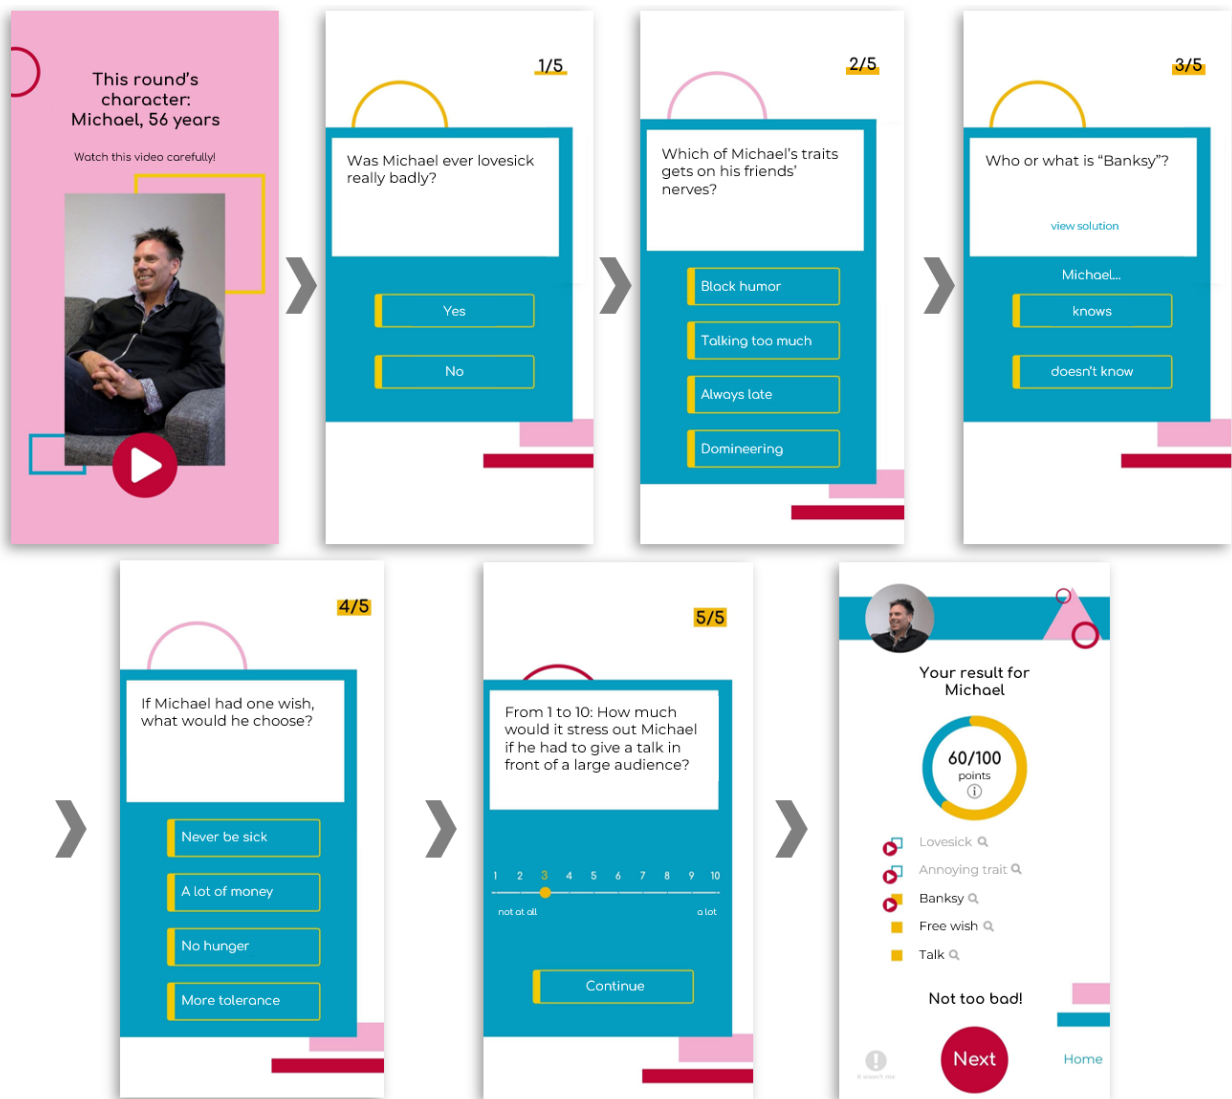 This round's
character:
Michael, 56 years
Watch this video carefully!
1/5
Was Michael ever lovesick
really badly?
Yes
No
2/5
Which of Michael's traits
gets on his friends'
nerves?
Black humor
Talking too much
Always late
Domineering
3/5
Who or what is “Banksy”?
view solution
Michael...
knows
doesn't know
4/5
If Michael had one wish,
what would he choose?
Never be sick
A lot of money
No hunger
More tolerance
5/5
From 1 to 10: How much
would it stress out Michael
if he had to give a talk in
front of a large audience?
1 2 3 4 5 6 7 8 9 10
not at all a lot
Continue
Your result for
Michael
60/100
points
i
Lovesick
Annoying trait
Banksy
Free wish
Talk
Not too bad!
Next
Home
it wasn't me